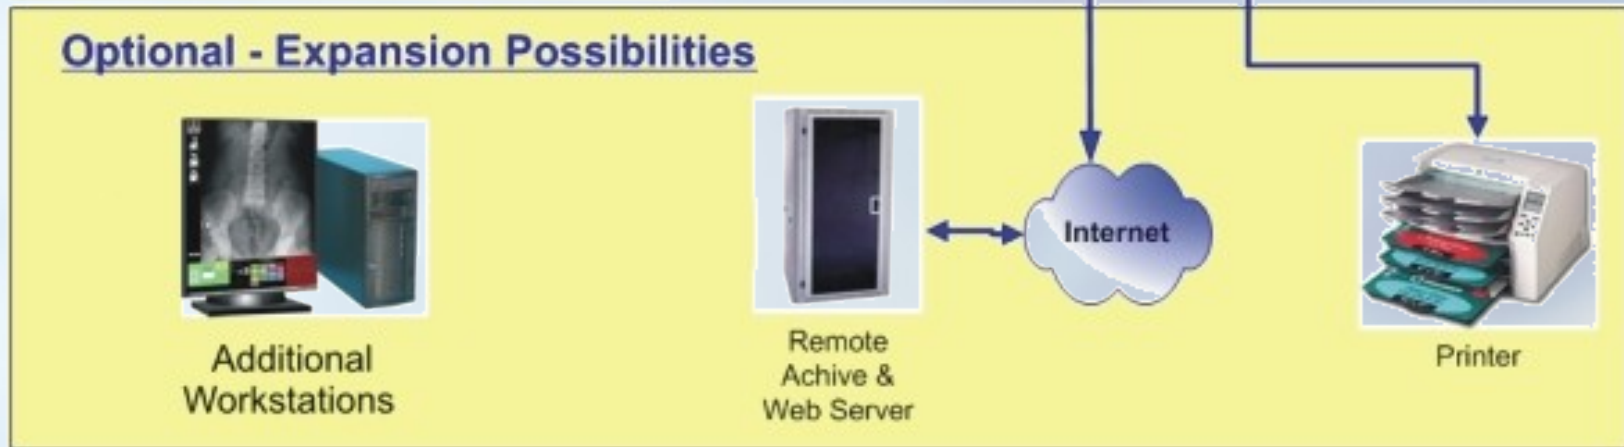 Optional - Expansion Possibilities
Internet
Additional
Workstations
Remote
Achive &
Web Server
Printer